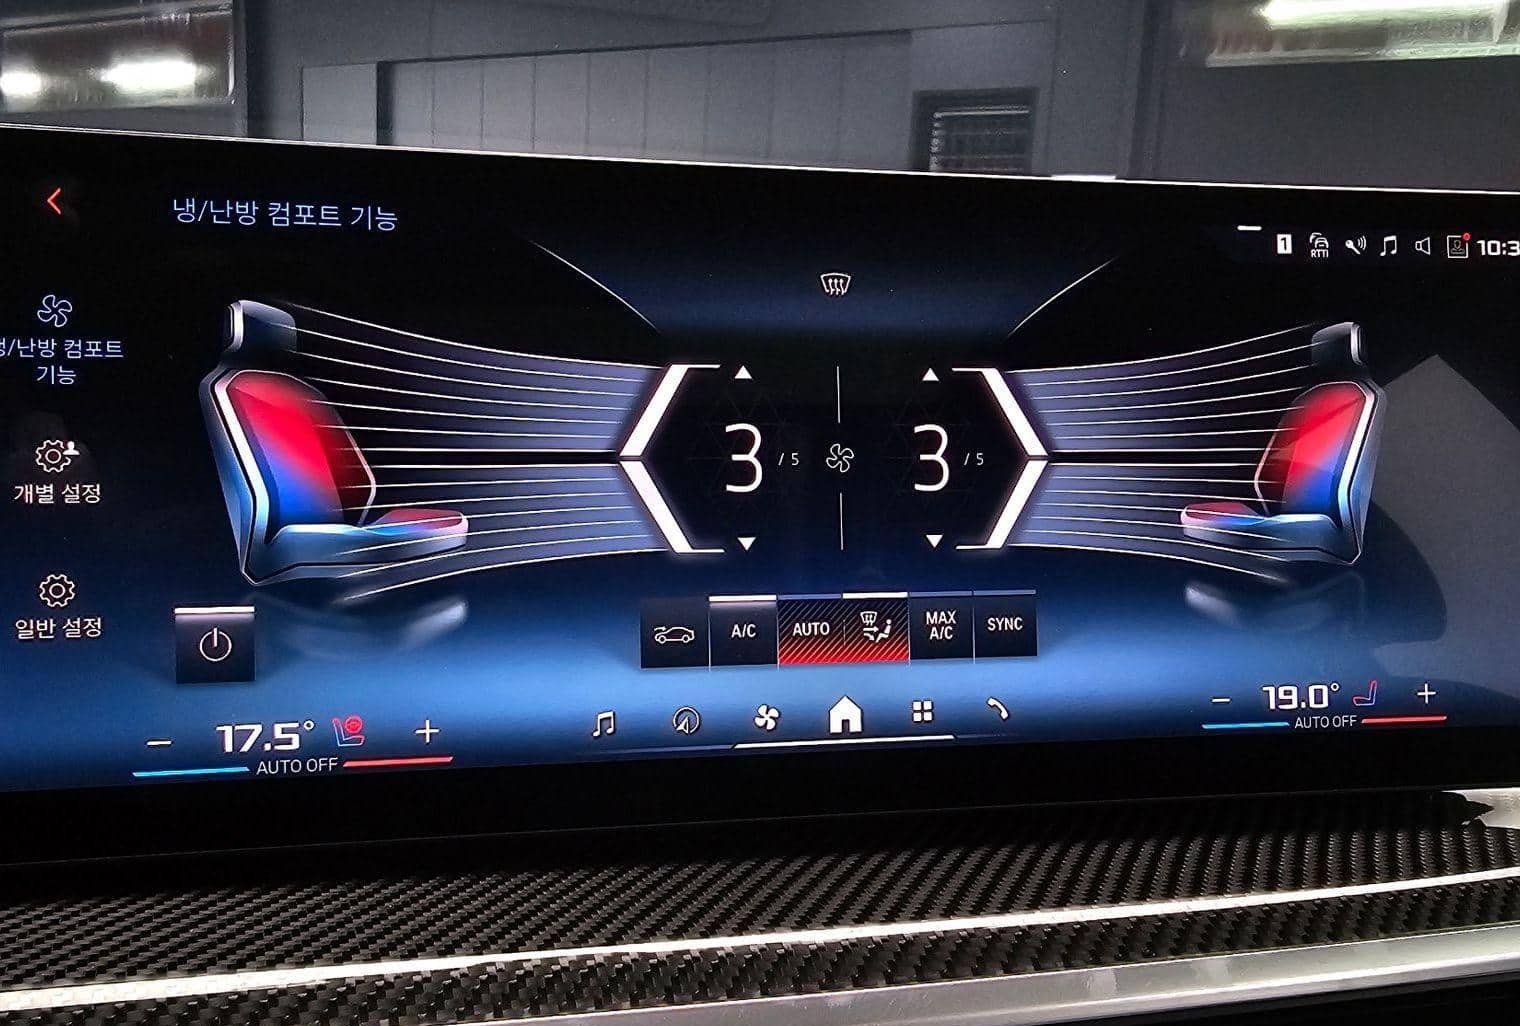 냉/난방 컴포트 기능
1
RTTI
10:3
/난방 컴포트
기능
개별 설정
일반 설정
3 / 5
3 / 5
A/C
AUTO
MAX
A/C
SYNC
17.5°
AUTO OFF
19.0°
AUTO OFF